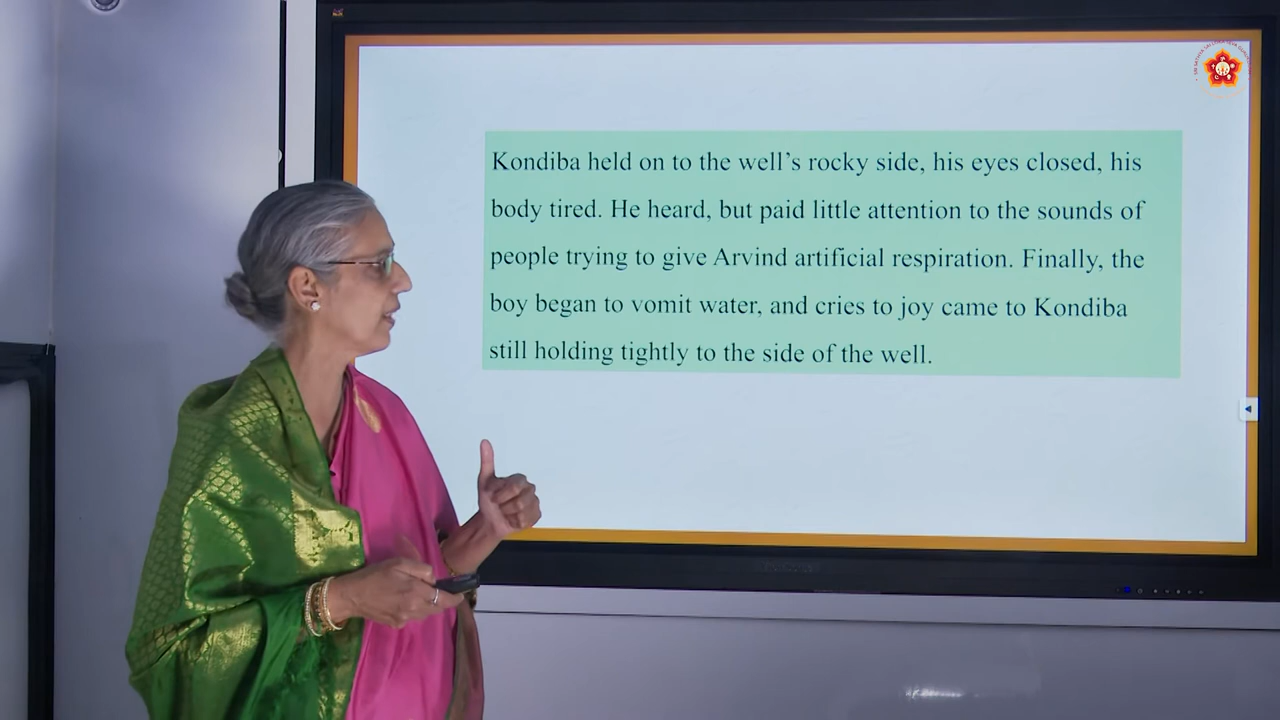 Kondiba held on to the well's rocky side, his eyes closed, his
body tired. He heard, but paid little attention to the sounds of
people trying to give Arvind artificial respiration. Finally, the
boy began to vomit water, and cries to joy came to Kondiba
still holding tightly to the side of the well.